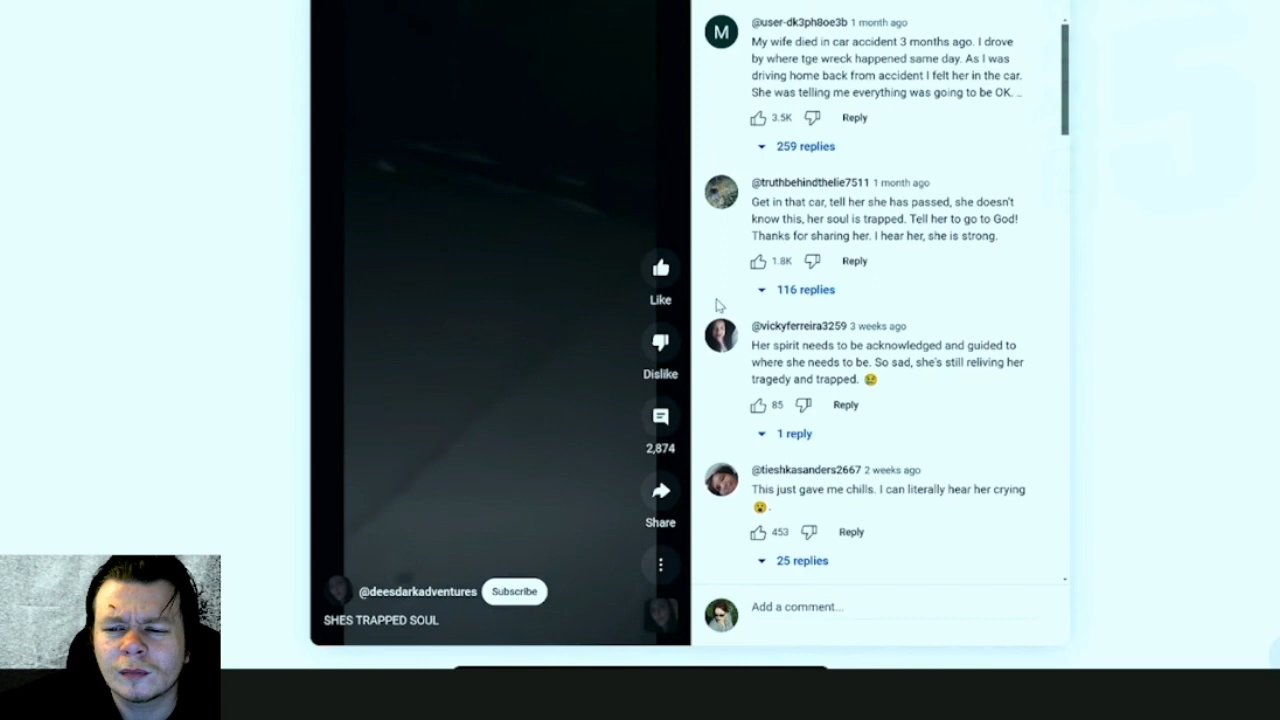 @user-dk3ph8oe3b 1 month ago
My wife died in car accident 3 months ago. I drove
by where tge wreck happened same day. As I was
driving home back from accident I felt her in the car.
She was telling me everything was going to be OK. ..
3.5K Reply
259 replies
@truthbehindthelie7511 1 month ago
Get in that car, tell her she has passed, she doesn't
know this, her soul is trapped. Tell her to go to God!
Thanks for sharing her. I hear her, she is strong.
1.8K Reply
116 replies
@vickyferreira3259 3 weeks ago
Her spirit needs to be acknowledged and guided to
where she needs to be. So sad, she's still reliving her
tragedy and trapped. 😢
85 Reply
1 reply
@tieshkasanders2667 2 weeks ago
This just gave me chills. I can literally hear her crying
😮.
453 Reply
25 replies
Add a comment...
M
Like
Dislike
2,874
Share
@deesdarkadventures Subscribe
SHES TRAPPED SOUL